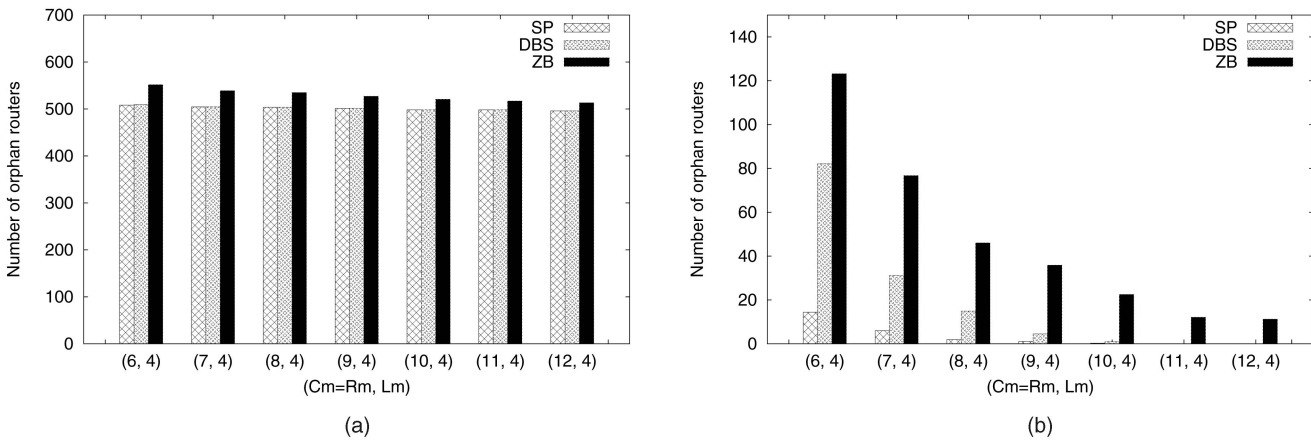 700
600
500
400
300
200
100
0
Number of orphan routers
SP
DBS
ZB
(6, 4) (7, 4) (8, 4) (9, 4) (10, 4) (11, 4) (12, 4)
(Cm=Rm, Lm)
(a)
140
120
100
80
60
40
20
0
Number of orphan routers
SP
DBS
ZB
(6, 4) (7, 4) (8, 4) (9, 4) (10, 4) (11, 4) (12, 4)
(Cm=Rm, Lm)
(b)